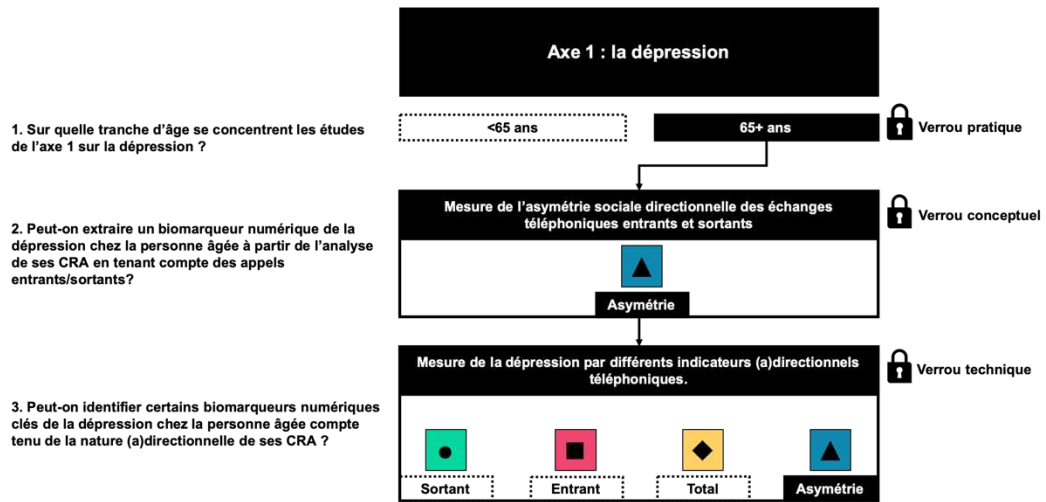 Axe 1 : la dépression
1. Sur quelle tranche d'âge se concentrent les études
de l'axe 1 sur la dépression ?
<65 ans
65+ ans
Verrou pratique
Mesure de l'asymétrie sociale directionnelle des échanges
téléphoniques entrants et sortants
Verrou conceptuel
2. Peut-on extraire un biomarqueur numérique de la
dépression chez la personne âgée à partir de l'analyse
de ses CRA en tenant compte des appels
entrants/sortants?
Asymétrie
Mesure de la dépression par différents indicateurs (a)directionnels
téléphoniques.
Verrou technique
3. Peut-on identifier certains biomarqueurs numériques
clés de la dépression chez la personne âgée compte
tenu de la nature (a)directionnelle de ses CRA ?
Sortant
Entrant
Total
Asymétrie